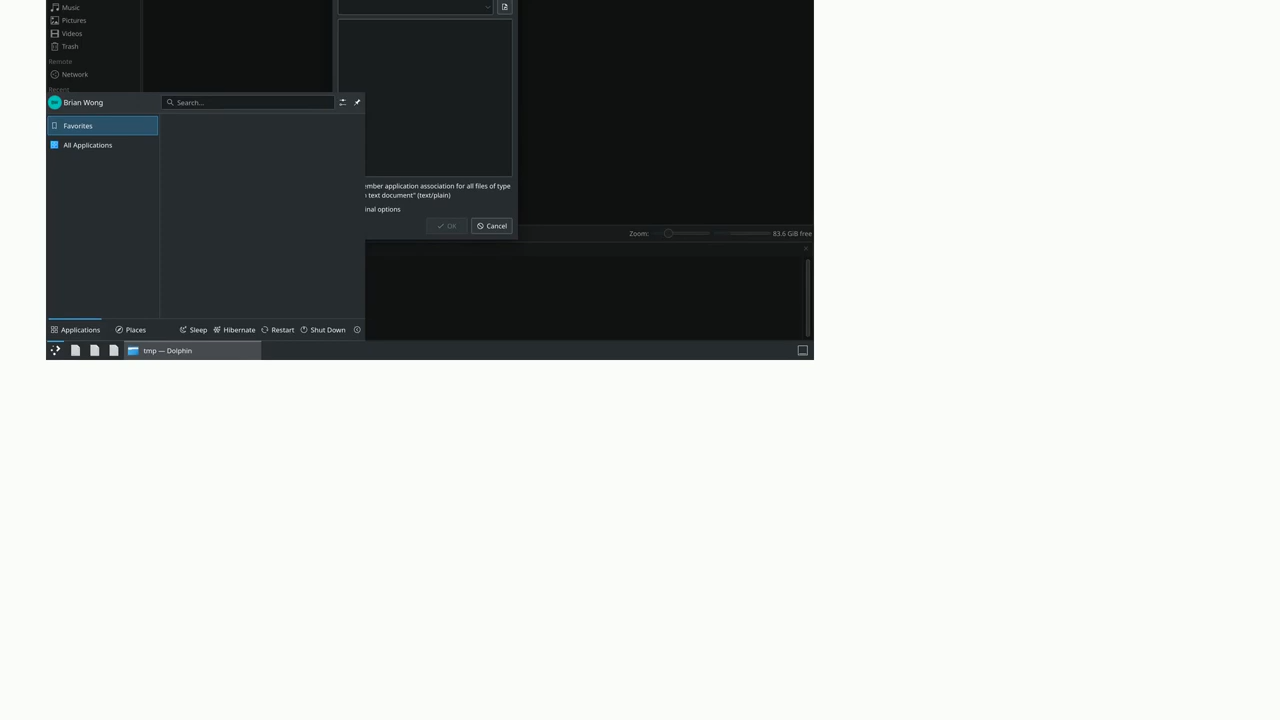 Music
Pictures
Videos
Trash
Remote
Network
Recent
Brian Wong
Search...
Favorites
All Applications
ember application association for all files of type
text document" (text/plain)
inal options
OK
Cancel
Zoom:
83.6 GiB free
Applications
Places
Sleep
Hibernate
Restart
Shut Down
tmp — Dolphin